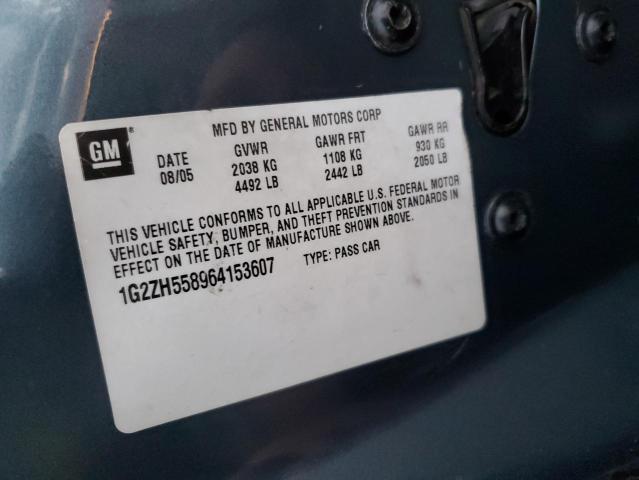 GM®
MFD BY GENERAL MOTORS CORP
DATE GVWR GAWR FRT GAWR RR
08/05 2038 KG 1108 KG 930 KG
4492 LB 2442 LB 2050 LB
THIS VEHICLE CONFORMS TO ALL APPLICABLE U.S. FEDERAL MOTOR
VEHICLE SAFETY, BUMPER, AND THEFT PREVENTION STANDARDS IN
EFFECT ON THE DATE OF MANUFACTURE SHOWN ABOVE.
1G2ZH558964153607 TYPE: PASS CAR